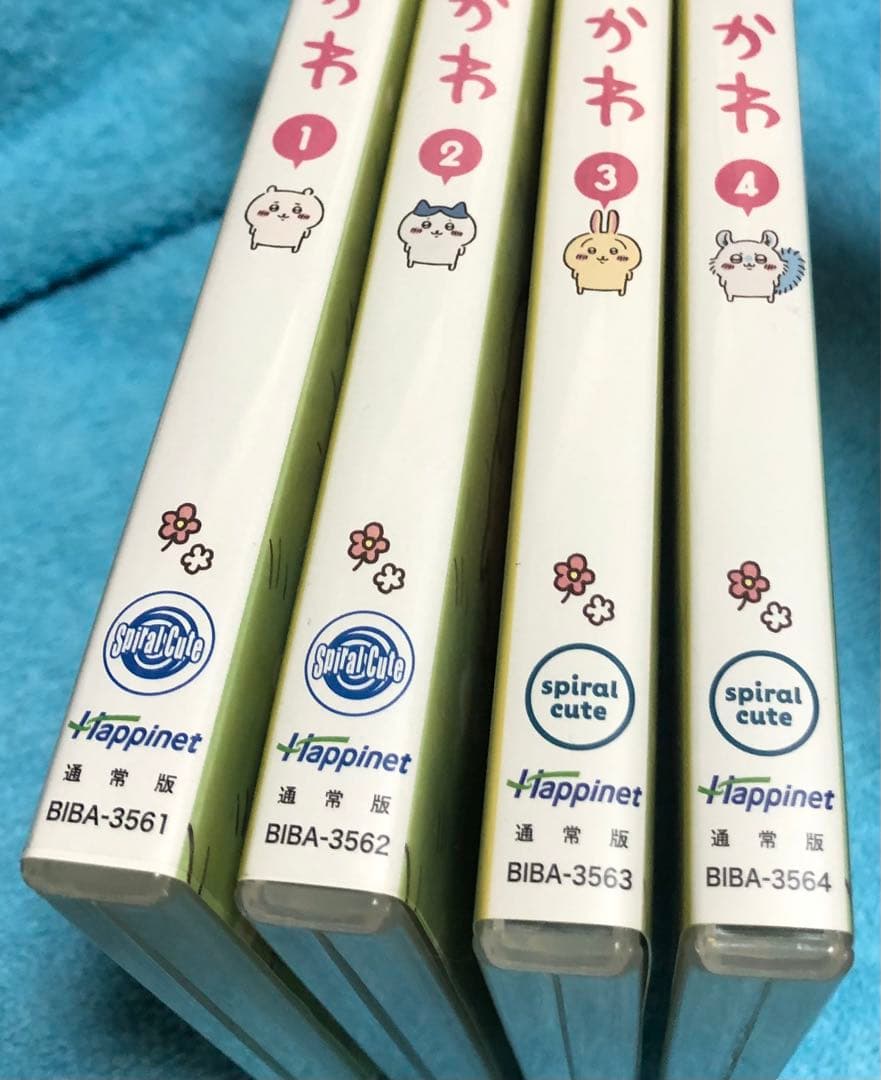 かわ
1
Spiral Cute
Happinet
通常版
BIBA-3561
かわ
2
Spiral Cute
Happinet
通常版
BIBA-3562
かわ
3
spiral
cute
Happinet
通常版
BIBA-3563
かわ
4
spiral
cute
Happinet
通常版
BIBA-3564